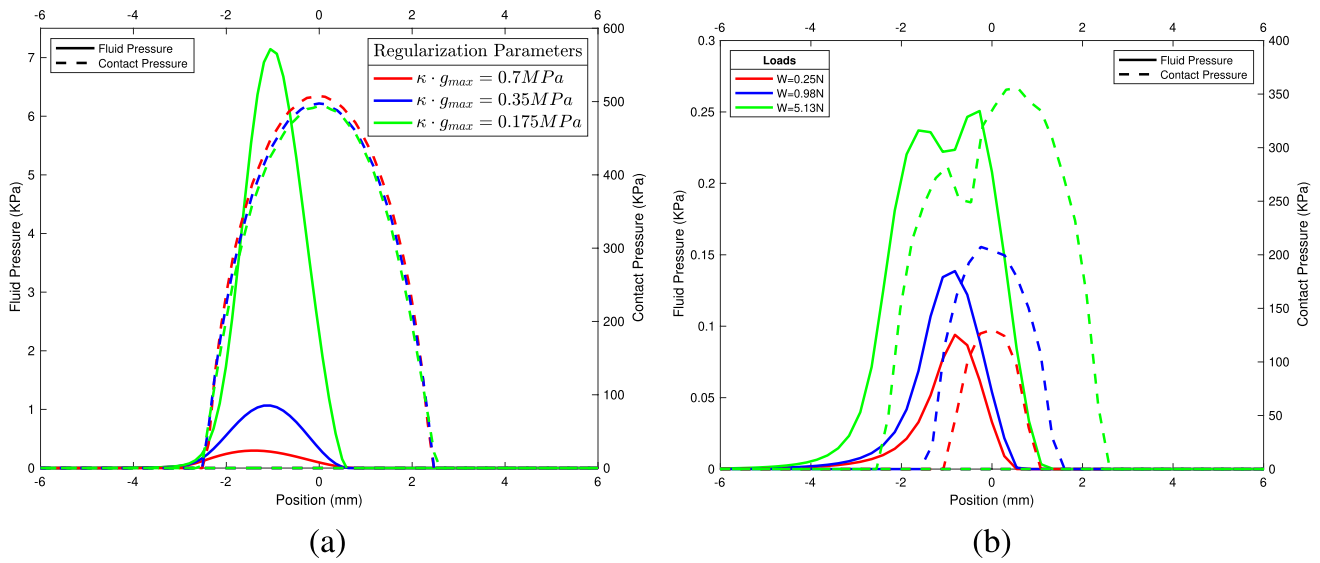 -6 -4 -2 0 2 4 6
Fluid Pressure
Contact Pressure
Regularization Parameters
κ · g_max = 0.7MPa
κ · g_max = 0.35MPa
κ · g_max = 0.175MPa
7
6
5
4
3
2
1
0
Fluid Pressure (KPa)
600
500
400
300
200
100
0
Contact Pressure (KPa)
-6 -4 -2 0 2 4 6
Position (mm)
(a)
-6 -4 -2 0 2 4 6
Loads
W=0.25N
W=0.98N
W=5.13N
Fluid Pressure
Contact Pressure
0.3
0.25
0.2
0.15
0.1
0.05
0
Fluid Pressure (KPa)
400
350
300
250
200
150
100
50
0
Contact Pressure (KPa)
-6 -4 -2 0 2 4 6
Position (mm)
(b)